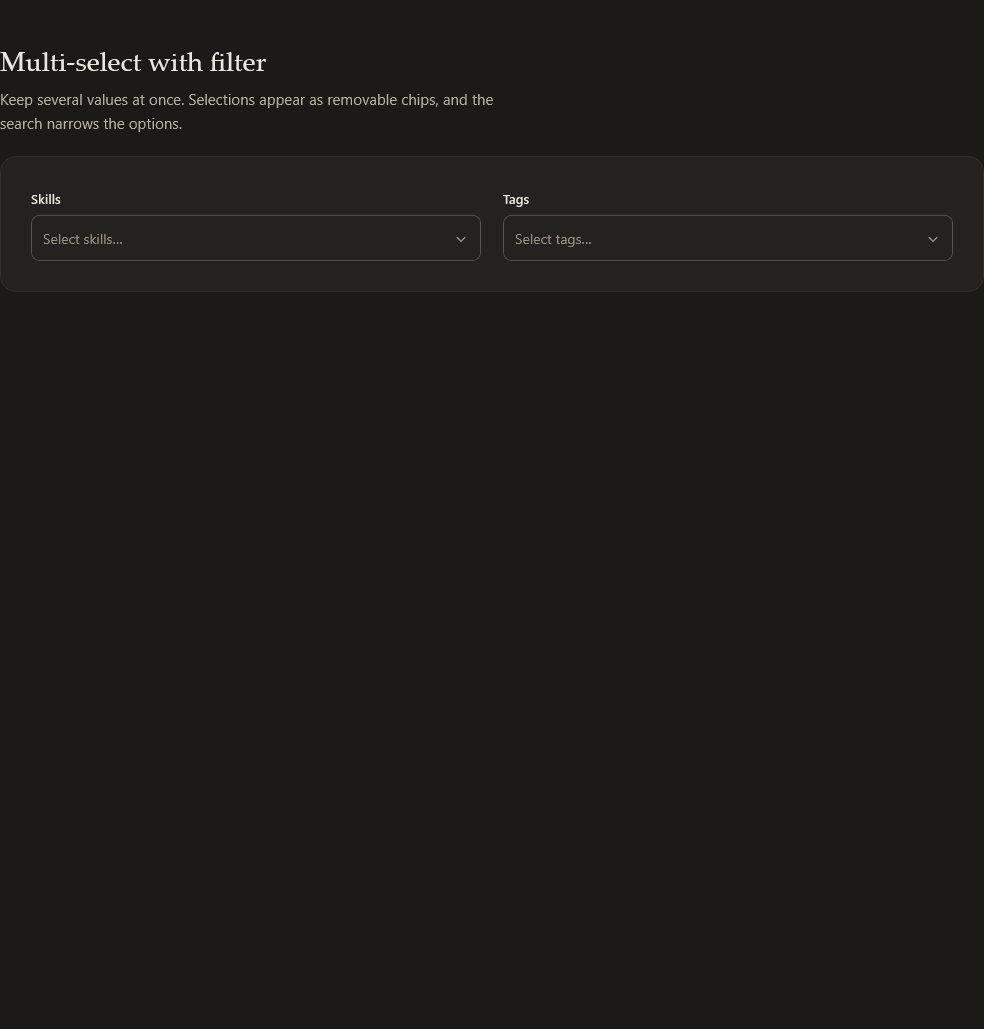 Multi-select with filter
Keep several values at once. Selections appear as removable chips, and the
search narrows the options.
Skills
Select skills...
Tags
Select tags...